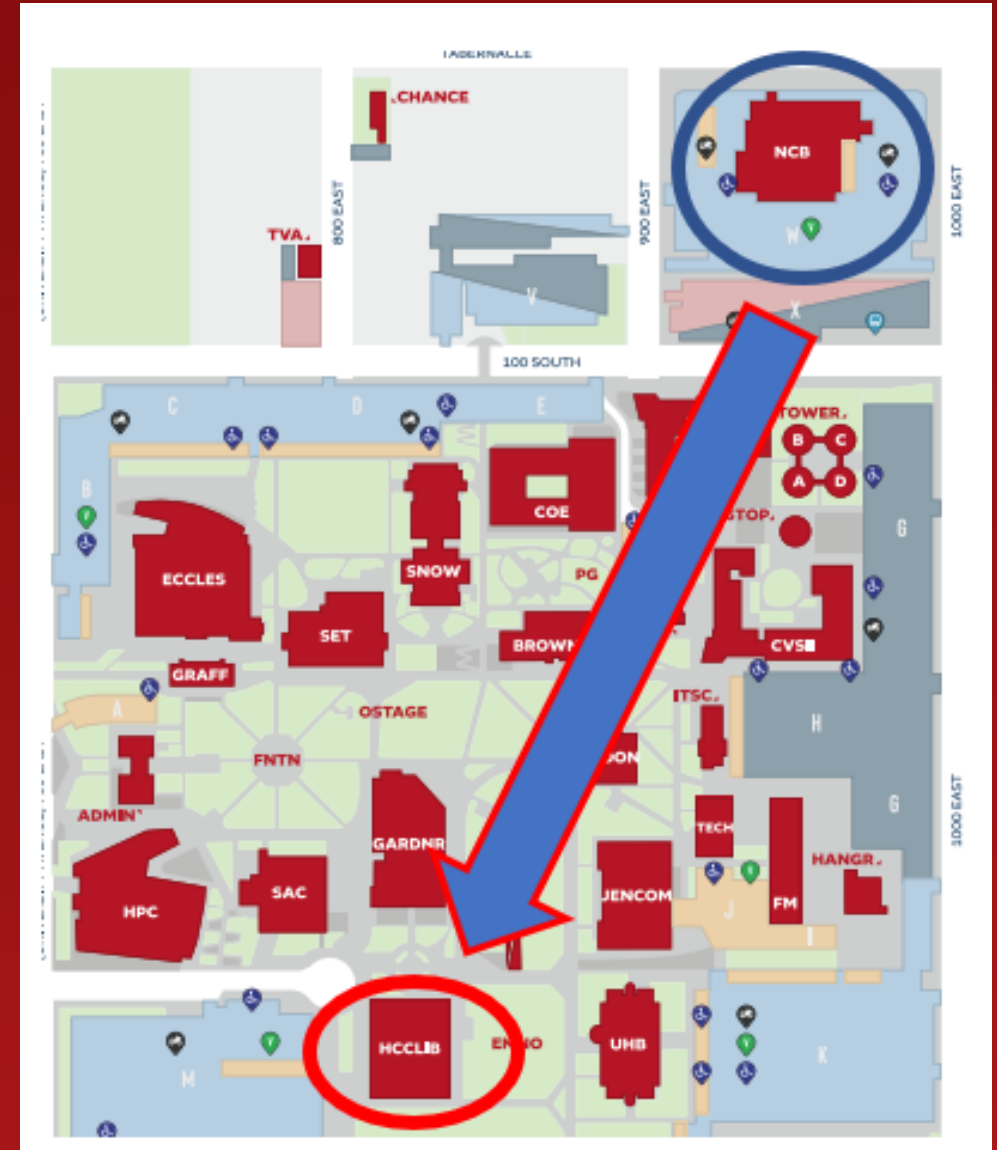 TABERNACLE
CHANCE
NCB
800 EAST
900 EAST
1000 EAST
TVA
W
V
X
100 SOUTH
C
D
E
TOWER
B C
A D
B
COE
STOP
G
ECCLES
SNOW
PG
SET
BROWN
CVS
GRAFF
ITSC
A
OSTAGE
H
FNTN
ADMIN
GARDNR
TECH
G
1000 EAST
HANGR
HPC
SAC
JENCOM
FM
J
I
HCCLIB
UHB
K
M